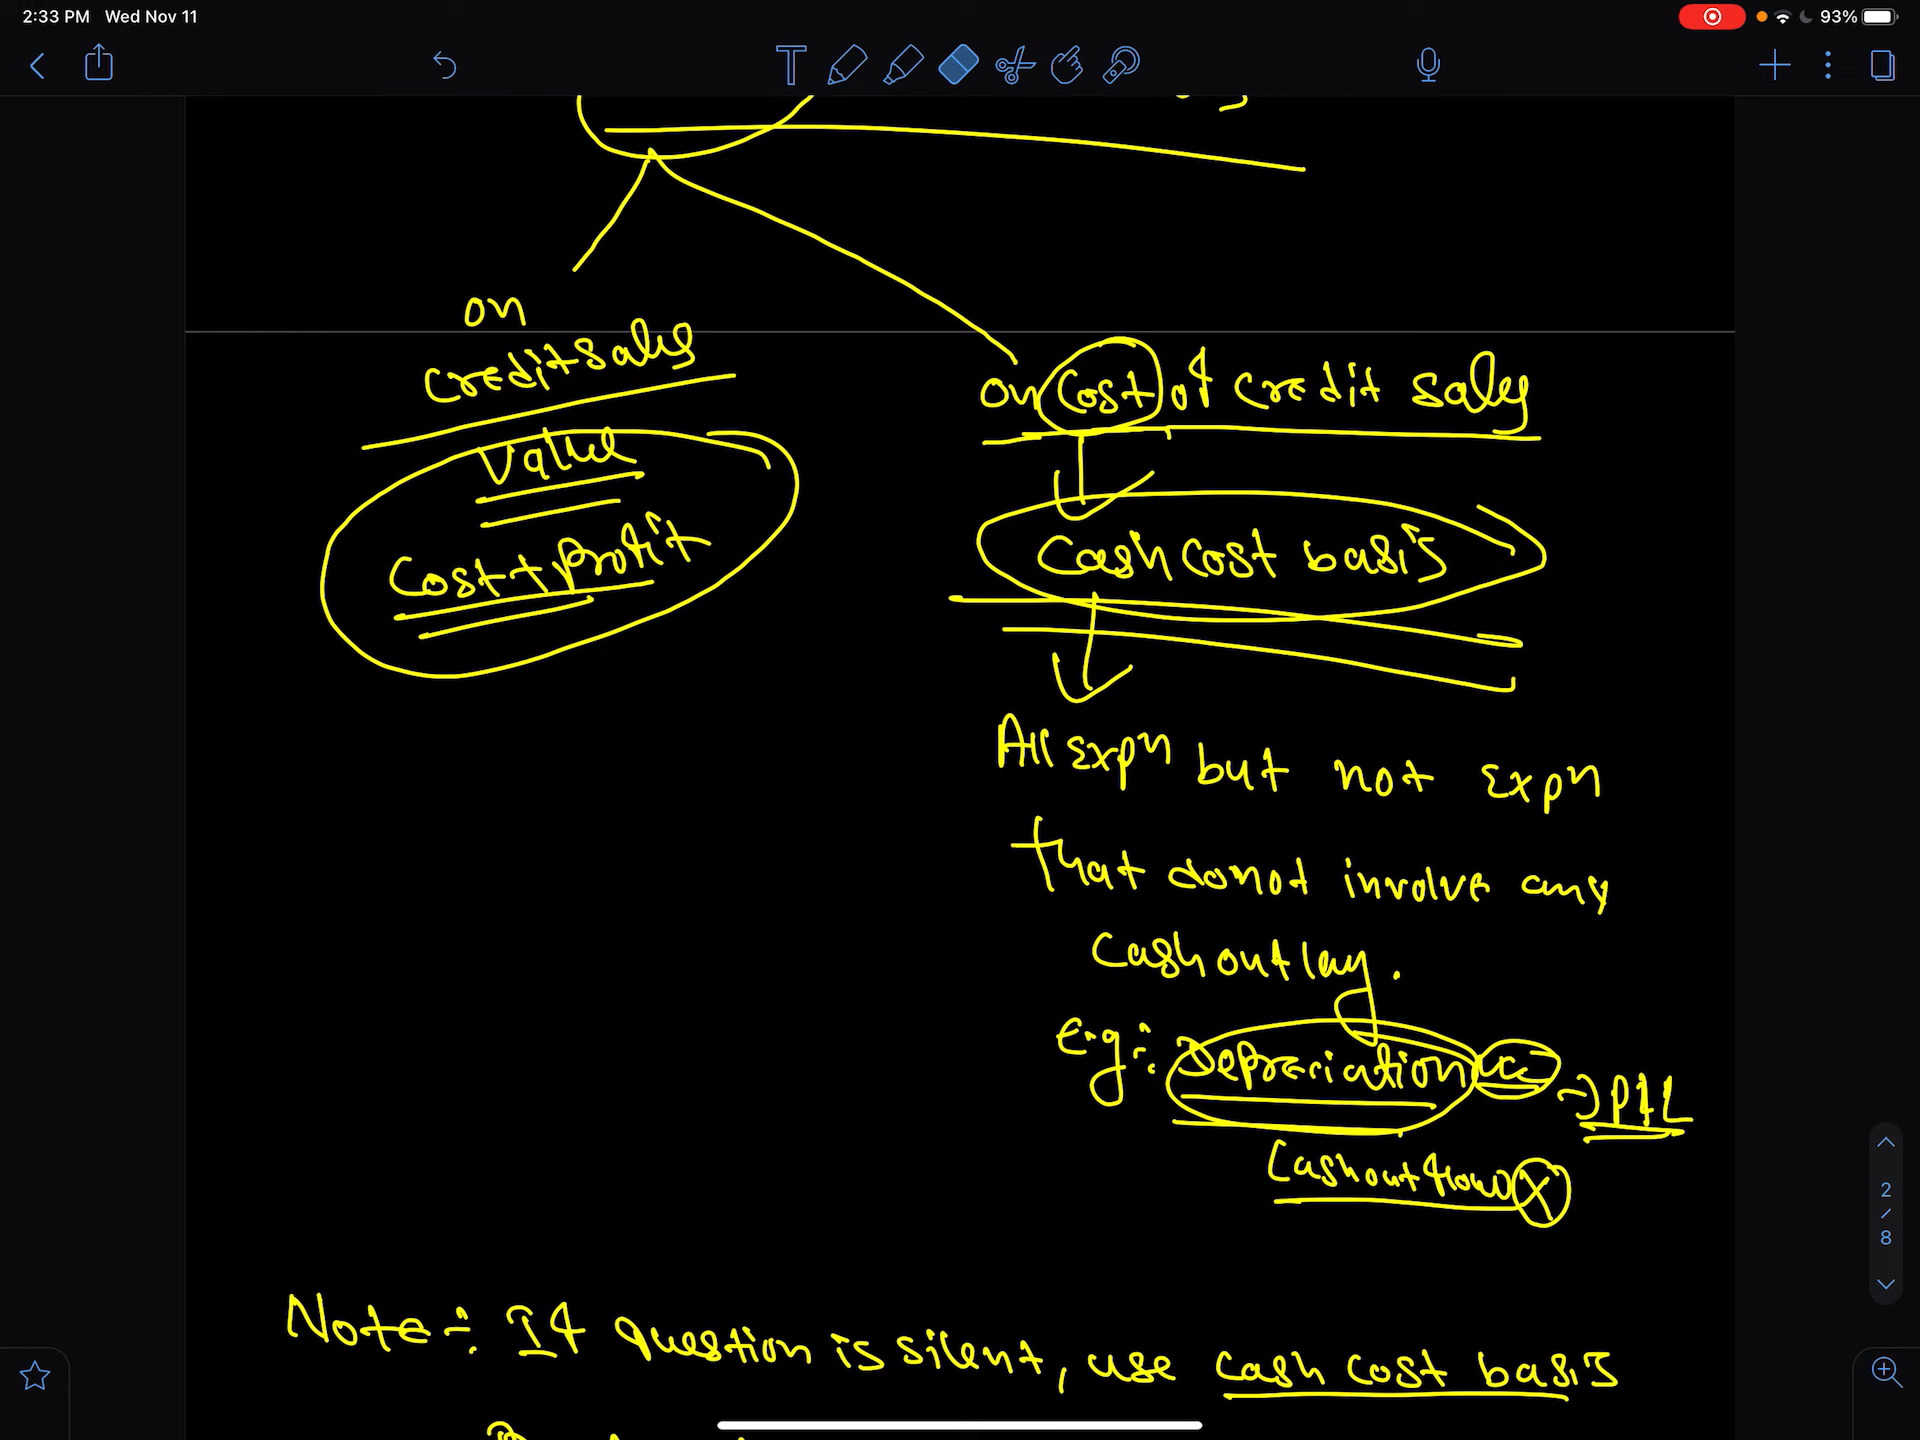 2:33 PM Wed Nov 11
93%
on
credit sales
Value
Cost + Profit
on Cost of credit sales
Cash cost basis
All Expn but not Expn
that donot involve any
Cash outlay.
E.g:-. Depreciation
→ P&L
Cash outflow X
2
/
8
Note:- If question is silent, use cash cost basis